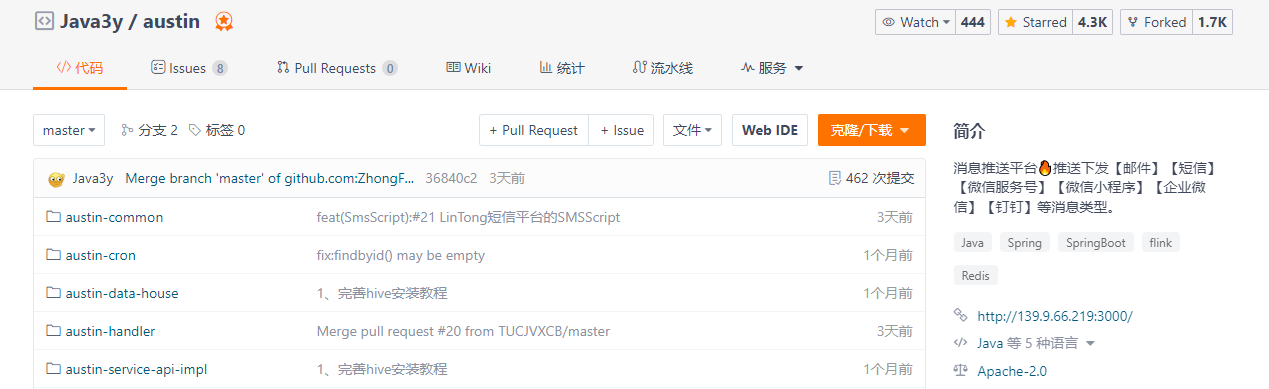 Java3y / austin
Watch 444 Starred 4.3K Forked 1.7K
代码 Issues 8 Pull Requests 0 Wiki 统计 流水线 服务
master 分支 2 标签 0 + Pull Request + Issue 文件 Web IDE 克隆/下载
Java3y Merge branch 'master' of github.com:ZhongF... 36840c2 3天前 462 次提交
austin-common feat(SmsScript):#21 LinTong短信平台的SMSScript 3天前
austin-cron fix:findbyid() may be empty 1个月前
austin-data-house 1、完善hive安装教程 1个月前
austin-handler Merge pull request #20 from TUCJVXCB/master 3天前
austin-service-api-impl 1、完善hive安装教程 1个月前
简介
消息推送平台🔥推送下发【邮件】【短信】
【微信服务号】【微信小程序】【企业微
信】【钉钉】等消息类型。
Java Spring SpringBoot flink
Redis
http://139.9.66.219:3000/
Java 等 5 种语言
Apache-2.0